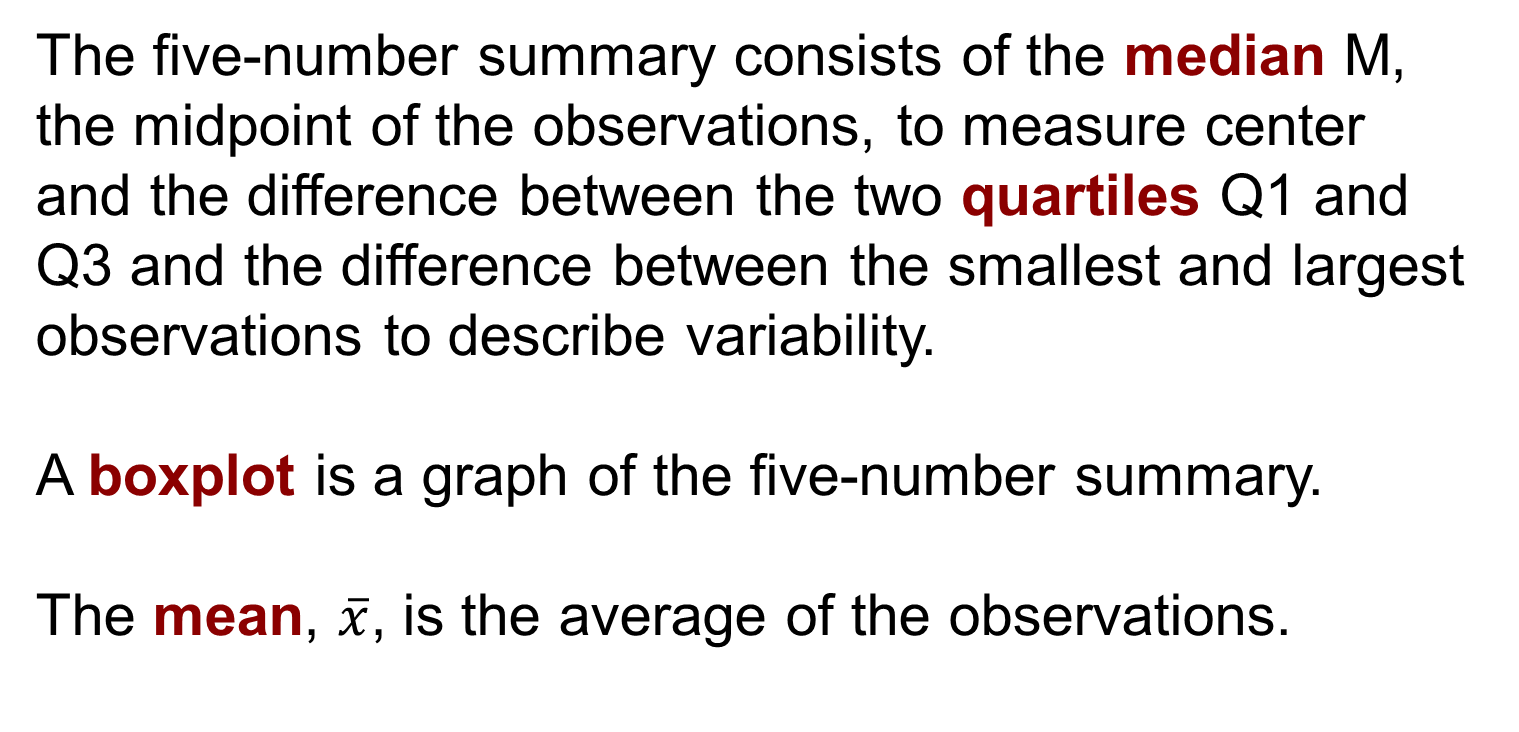 The five-number summary consists of the median M,
the midpoint of the observations, to measure center
and the difference between the two quartiles Q1 and
Q3 and the difference between the smallest and largest
observations to describe variability.
A boxplot is a graph of the five-number summary.
The mean, x̄, is the average of the observations.